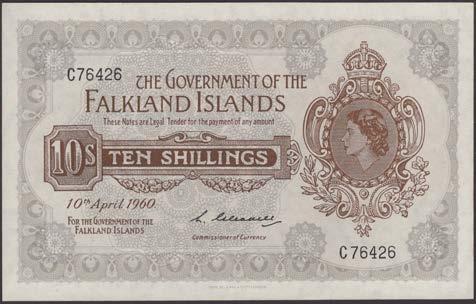 C76426
THE GOVERNMENT OF THE
FALKLAND ISLANDS
These Notes are Legal Tender for the payment of any amount
10s
TEN SHILLINGS
10th April 1960.
FOR THE GOVERNMENT OF THE
FALKLAND ISLANDS
Commissioner of Currency
C76426